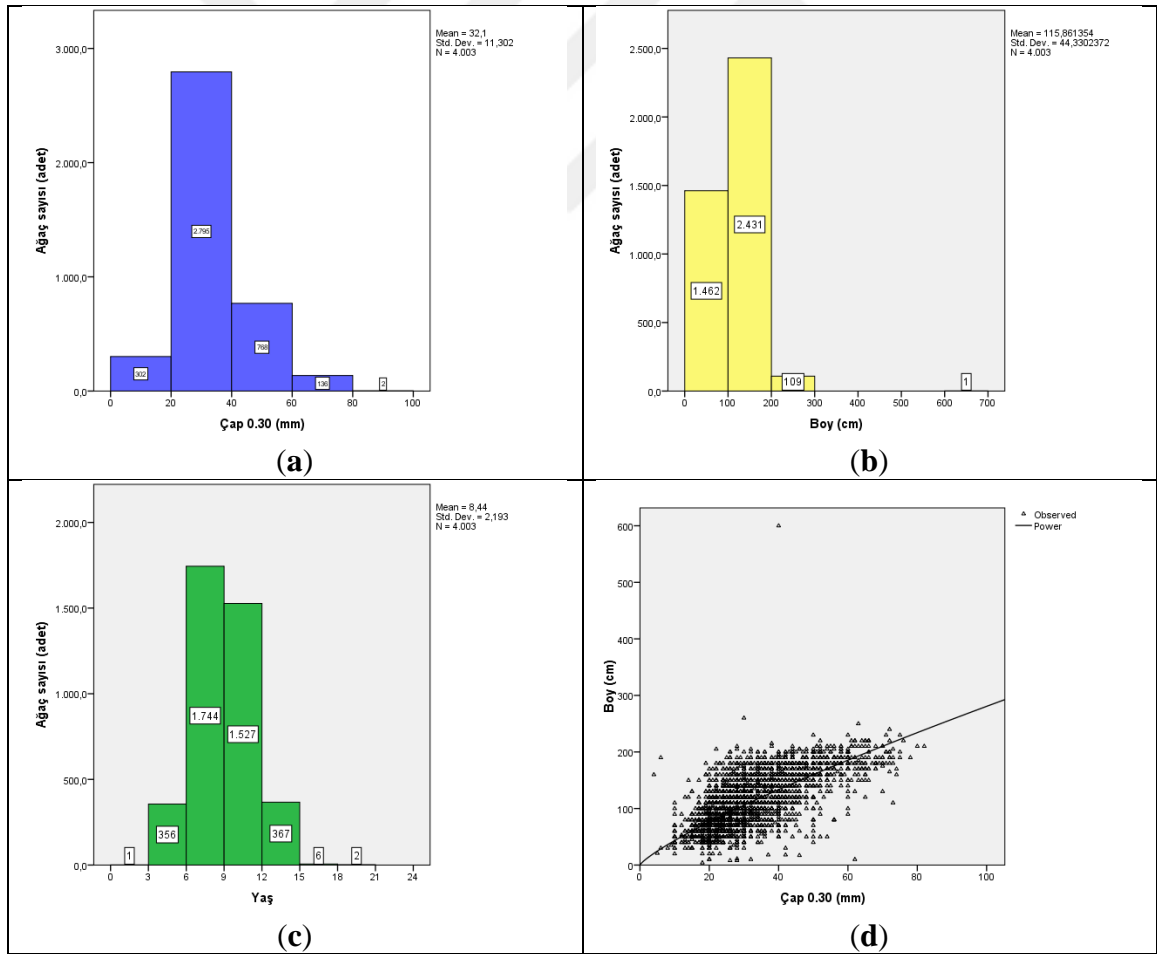 Mean = 32,1
Std. Dev. = 11,302
N = 4.003
3.000,0
2.000,0
1.000,0
0,0
Ağaç sayısı (adet)
302
2.795
768
136
2
0 20 40 60 80 100
Çap 0.30 (mm)
(a)
Mean = 115,861354
Std. Dev. = 44,3302372
N = 4.003
2.500,0
2.000,0
1.500,0
1.000,0
500,0
0,0
Ağaç sayısı (adet)
1.462
2.431
109
1
0 100 200 300 400 500 600 700
Boy (cm)
(b)
Mean = 8,44
Std. Dev. = 2,193
N = 4.003
2.000,0
1.500,0
1.000,0
500,0
0,0
Ağaç sayısı (adet)
1
356
1.744
1.527
367
6
2
0 3 6 9 12 15 18 21 24
Yaş
(c)
Observed
Power
600
500
400
300
200
100
0
Boy (cm)
0 20 40 60 80 100
Çap 0.30 (mm)
(d)